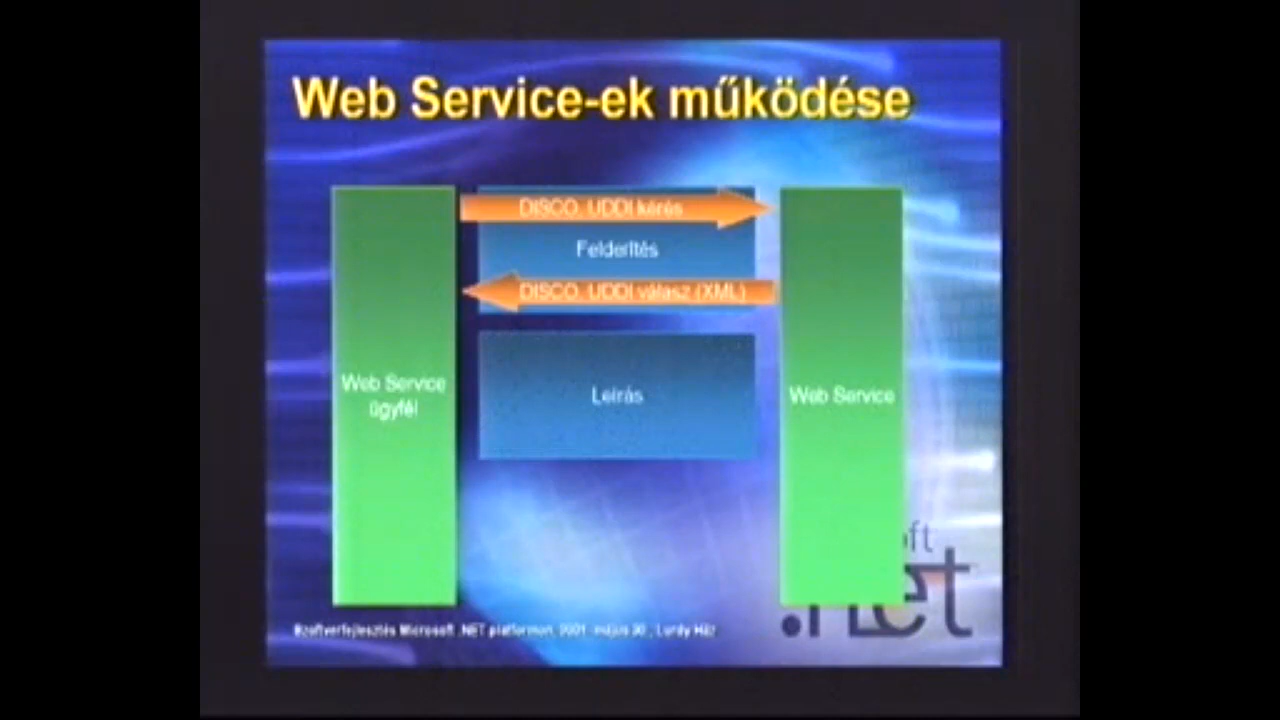 Web Service-ek működése
DISCO, UDDI kérés
Felderítés
DISCO, UDDI válasz (XML)
Web Service
ügyfél
Leírás
Web Service
.net
Szoftverfejlesztés Microsoft .NET platformon, 2001. május 30., Lurdy Ház